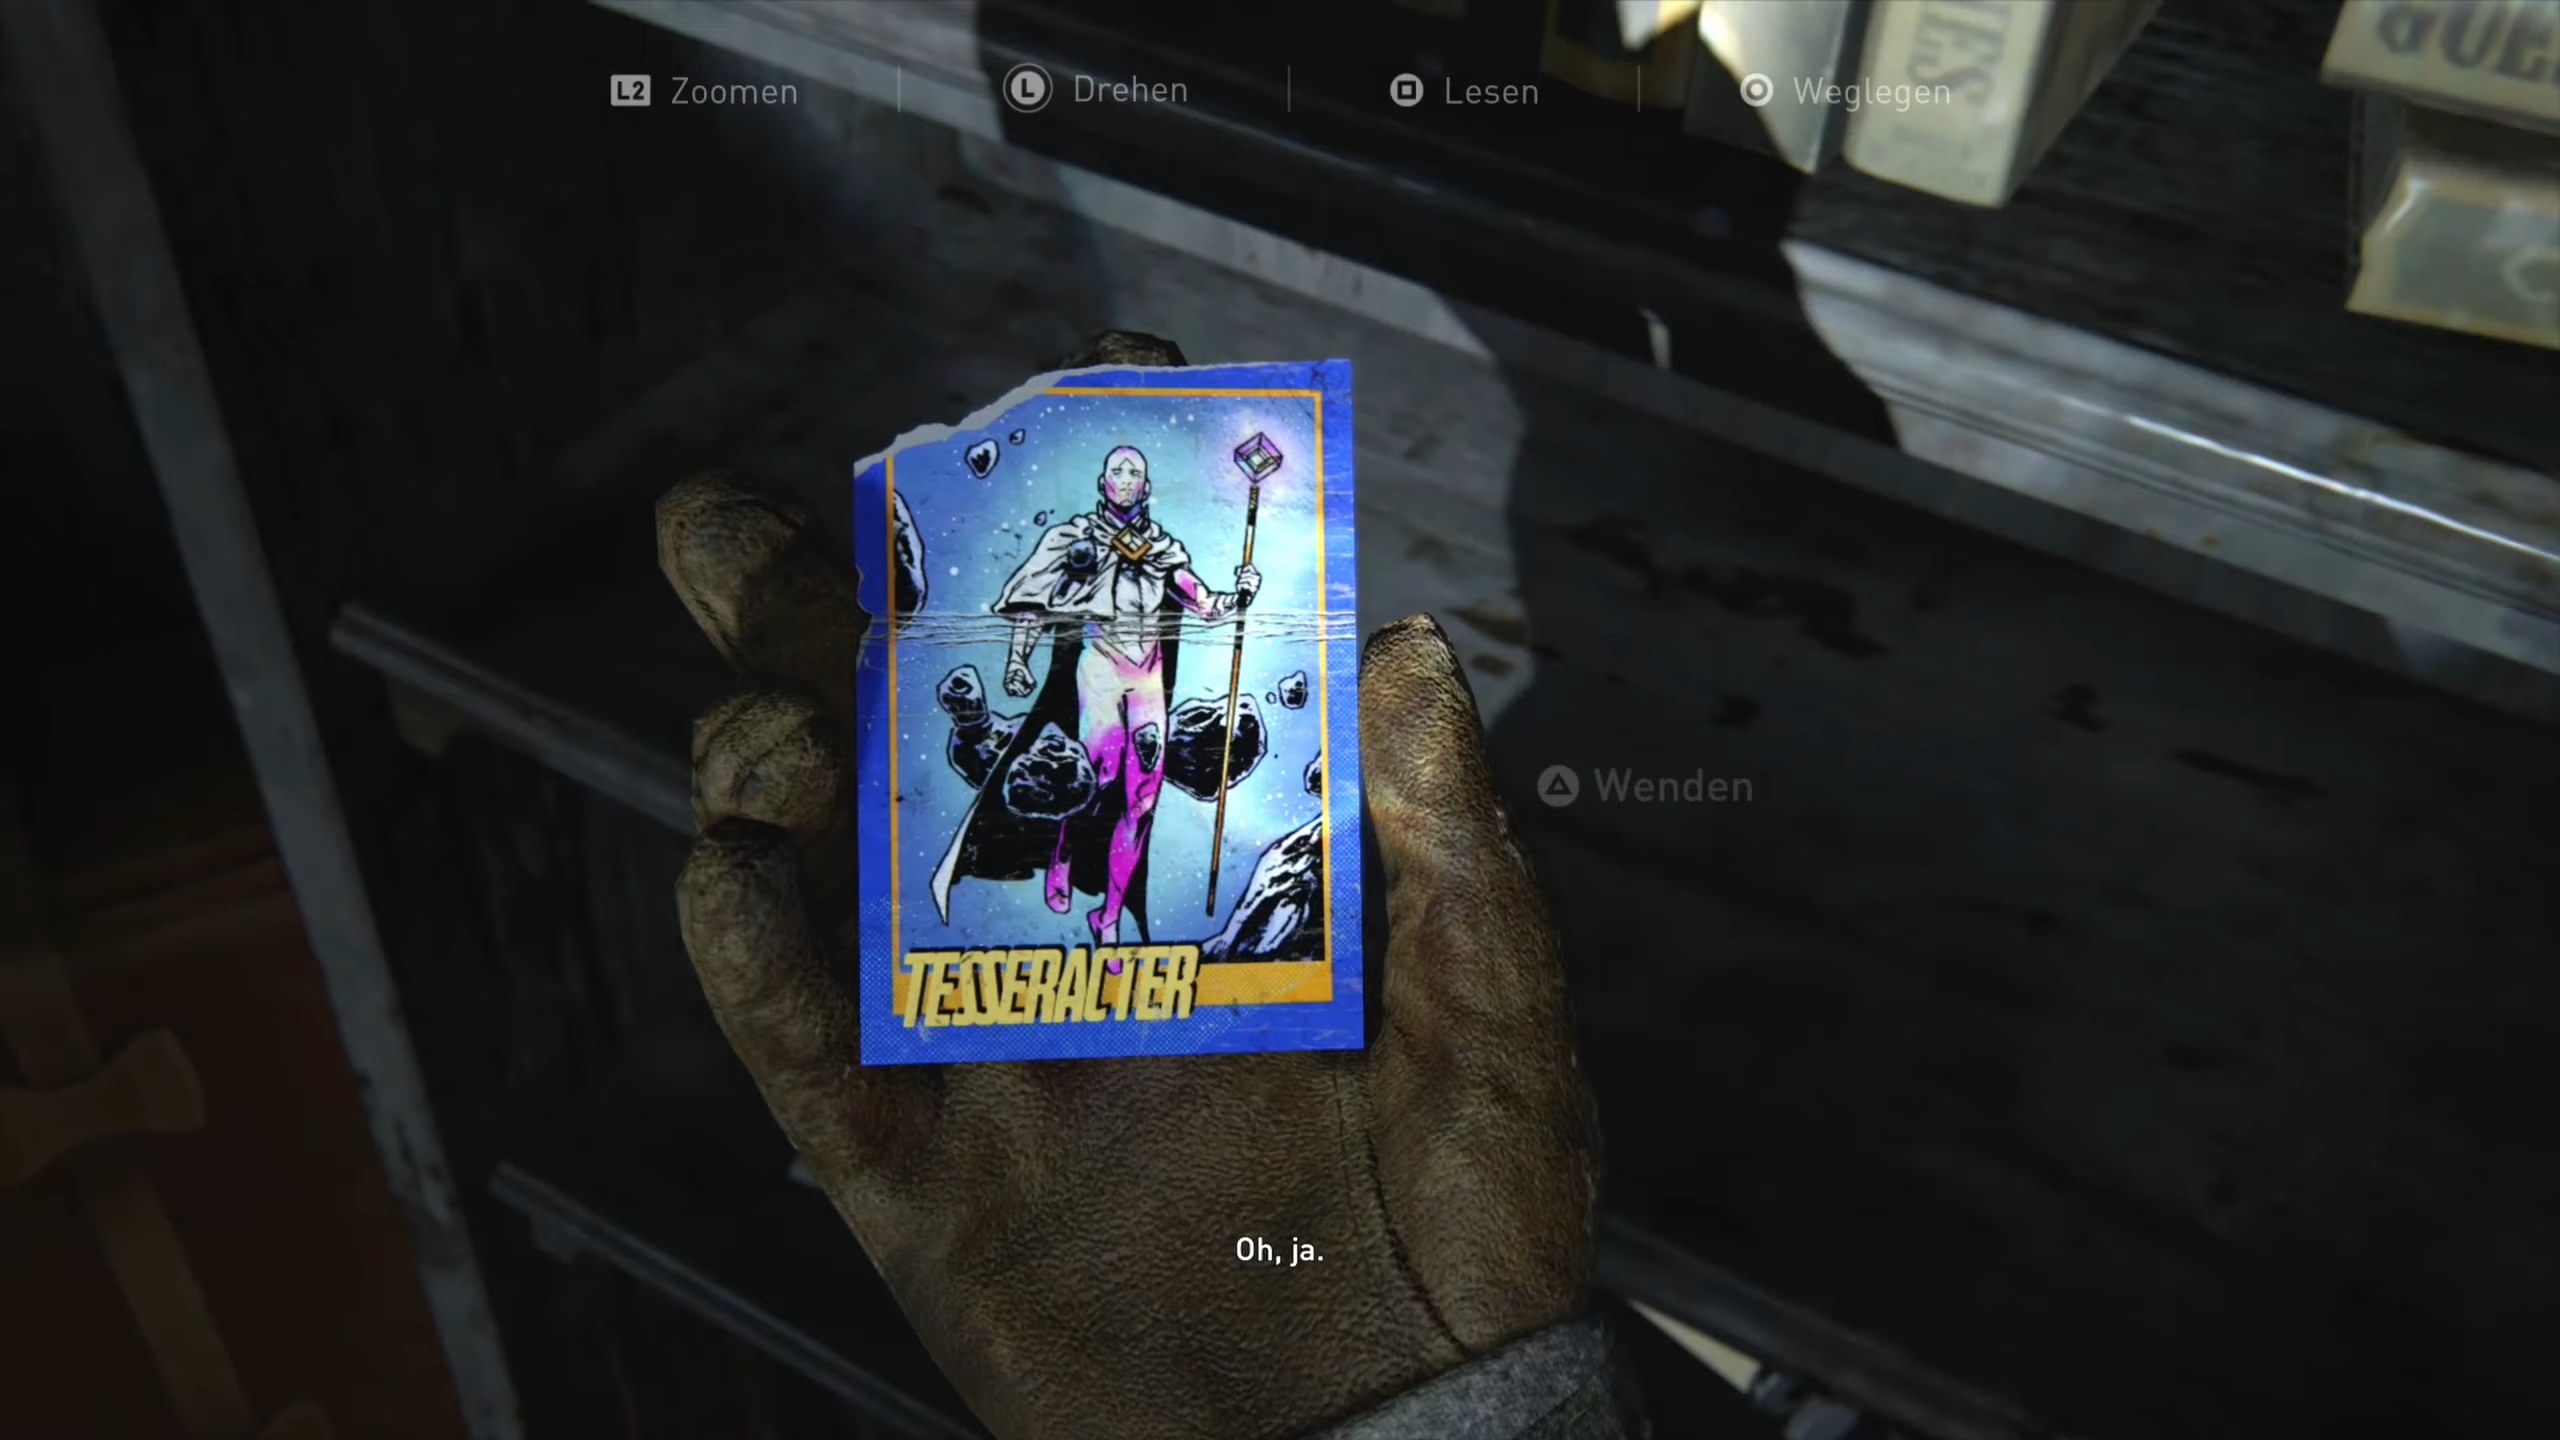 L2 Zoomen
L Drehen
Lesen
Weglegen
Wenden
TESSERACTER
Oh, ja.